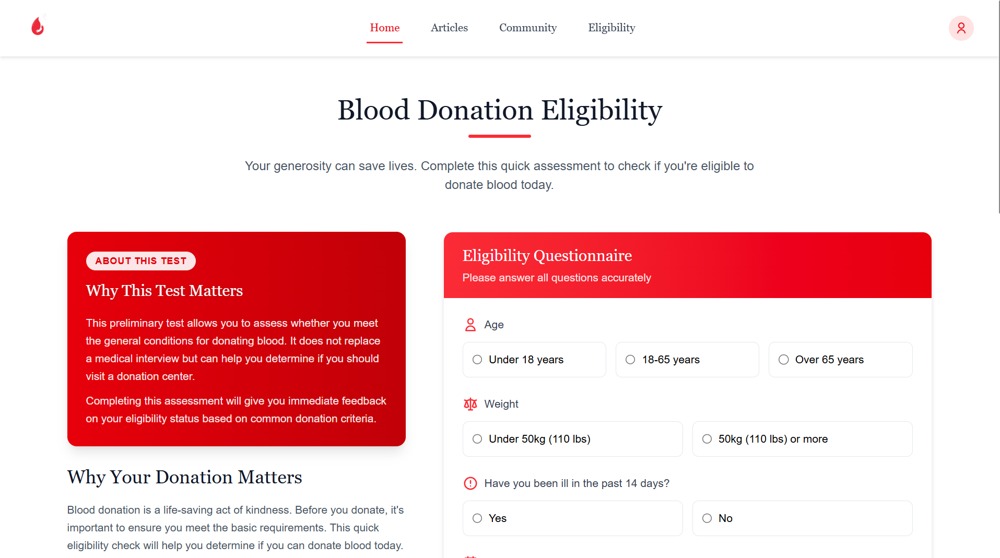 Home
Articles
Community
Eligibility
Blood Donation Eligibility
Your generosity can save lives. Complete this quick assessment to check if you're eligible to
donate blood today.
ABOUT THIS TEST
Why This Test Matters
This preliminary test allows you to assess whether you meet
the general conditions for donating blood. It does not replace
a medical interview but can help you determine if you should
visit a donation center.
Completing this assessment will give you immediate feedback
on your eligibility status based on common donation criteria.
Why Your Donation Matters
Blood donation is a life-saving act of kindness. Before you donate, it's
important to ensure you meet the basic requirements. This quick
eligibility check will help you determine if you can donate blood today.
Eligibility Questionnaire
Please answer all questions accurately
Age
Under 18 years
18-65 years
Over 65 years
Weight
Under 50kg (110 lbs)
50kg (110 lbs) or more
Have you been ill in the past 14 days?
Yes
No